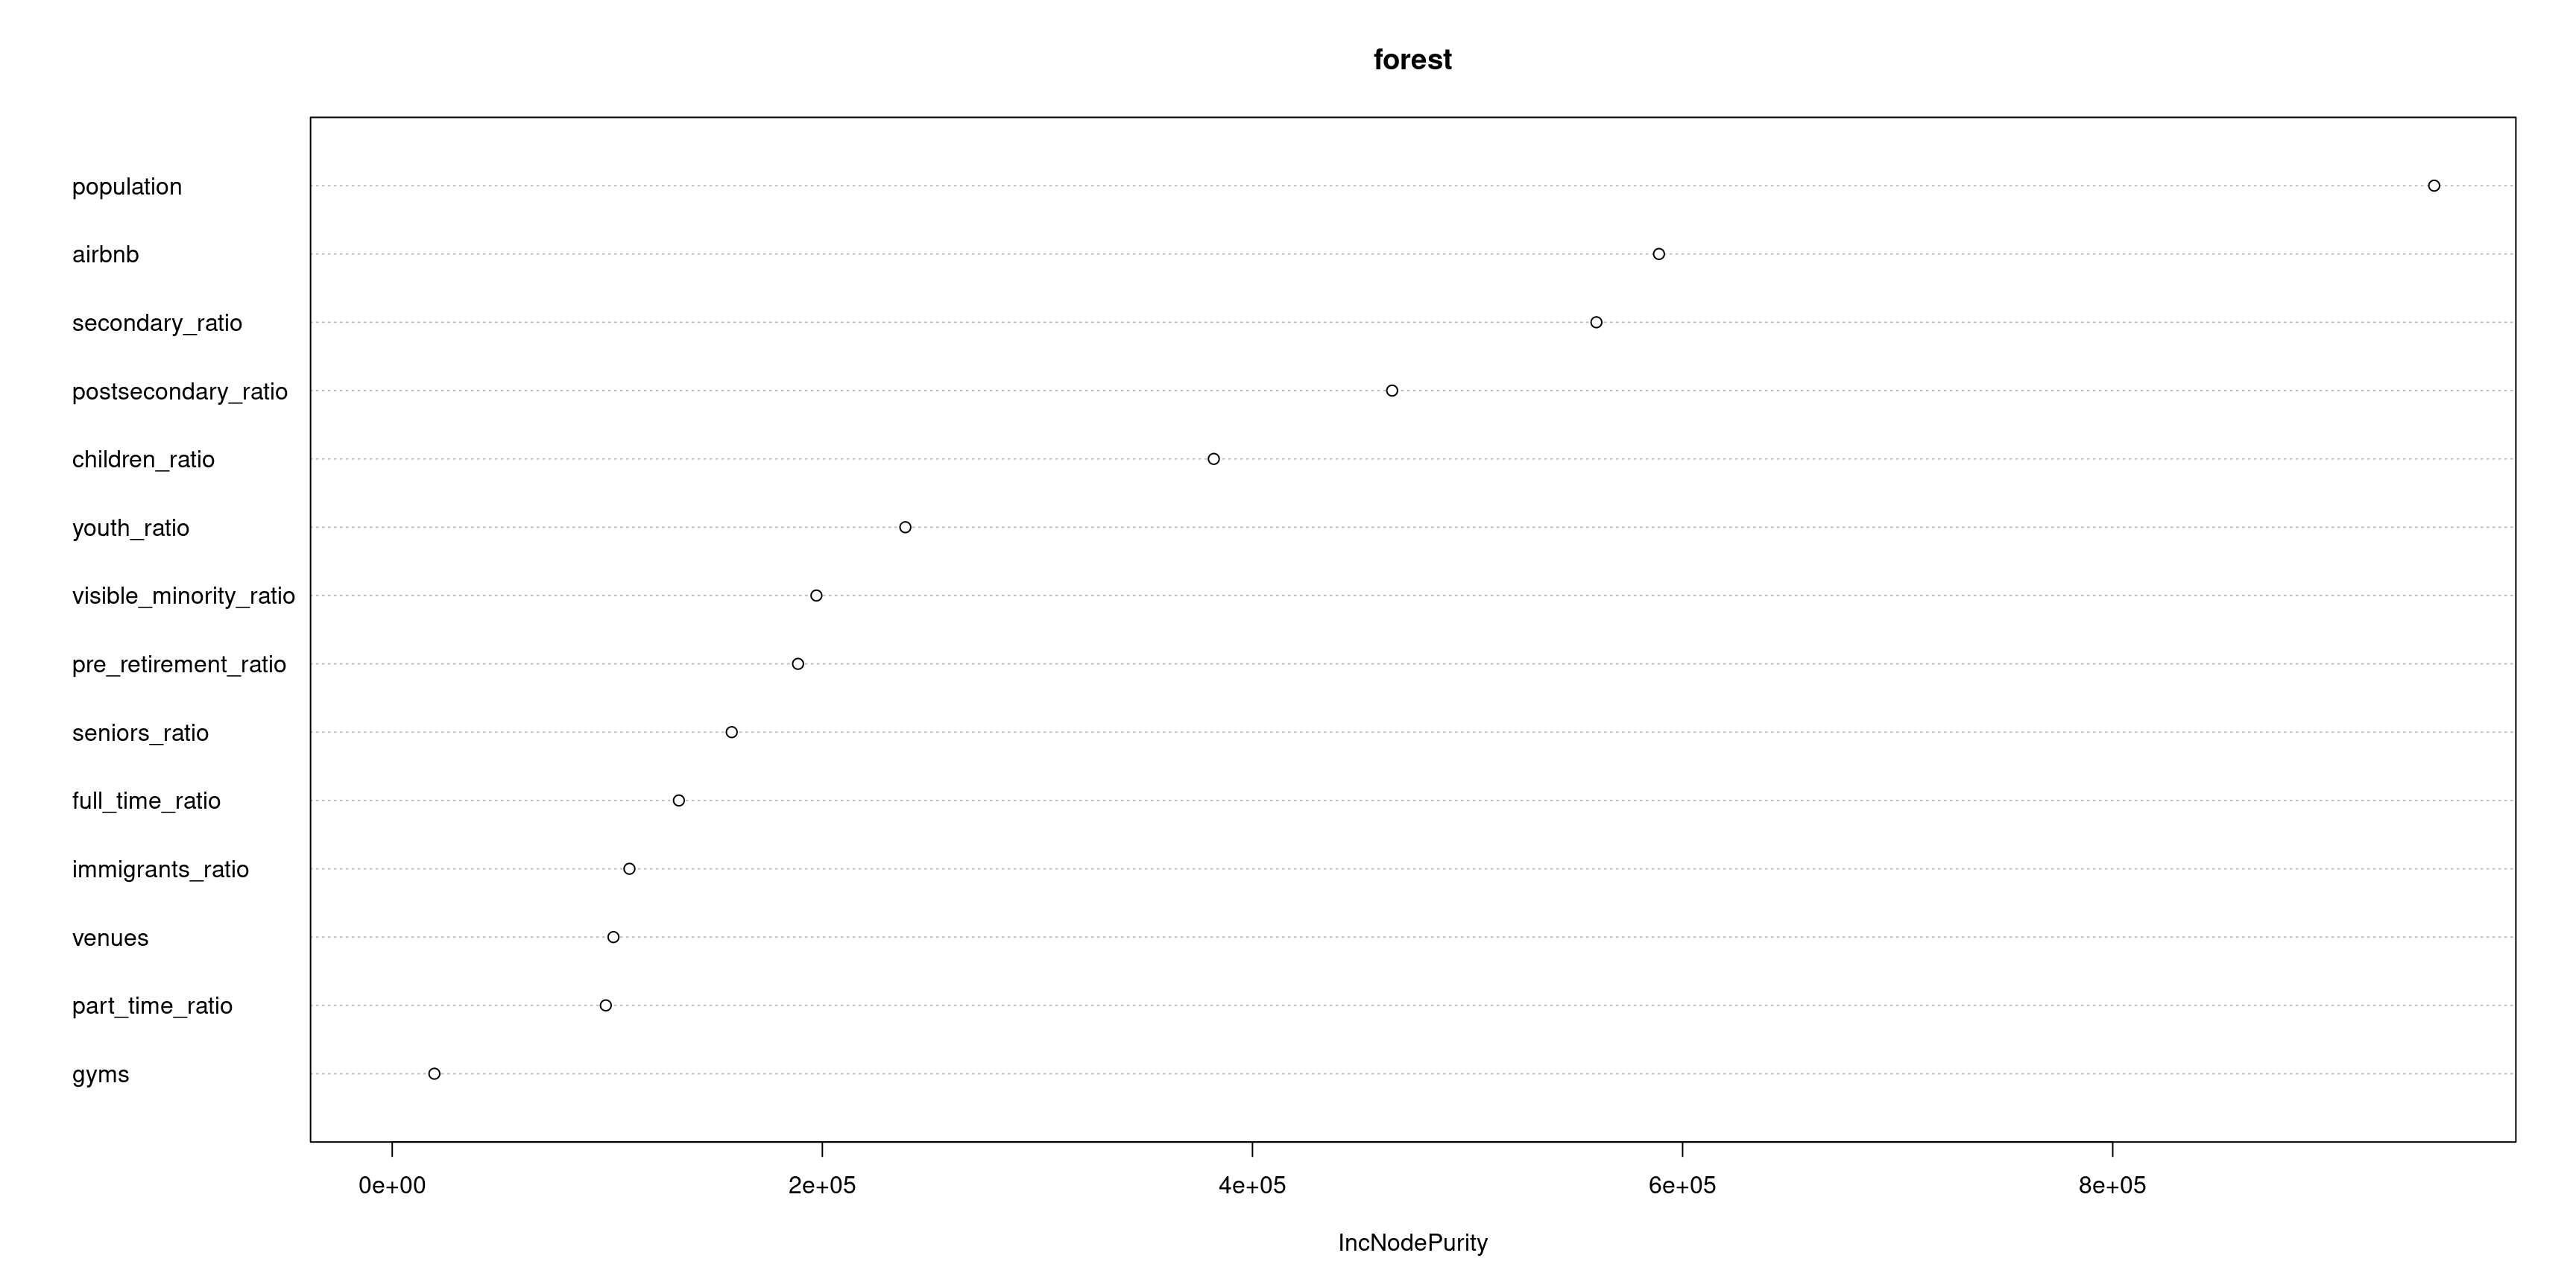 forest
population
airbnb
secondary_ratio
postsecondary_ratio
children_ratio
youth_ratio
visible_minority_ratio
pre_retirement_ratio
seniors_ratio
full_time_ratio
immigrants_ratio
venues
part_time_ratio
gyms
0e+00 2e+05 4e+05 6e+05 8e+05
IncNodePurity